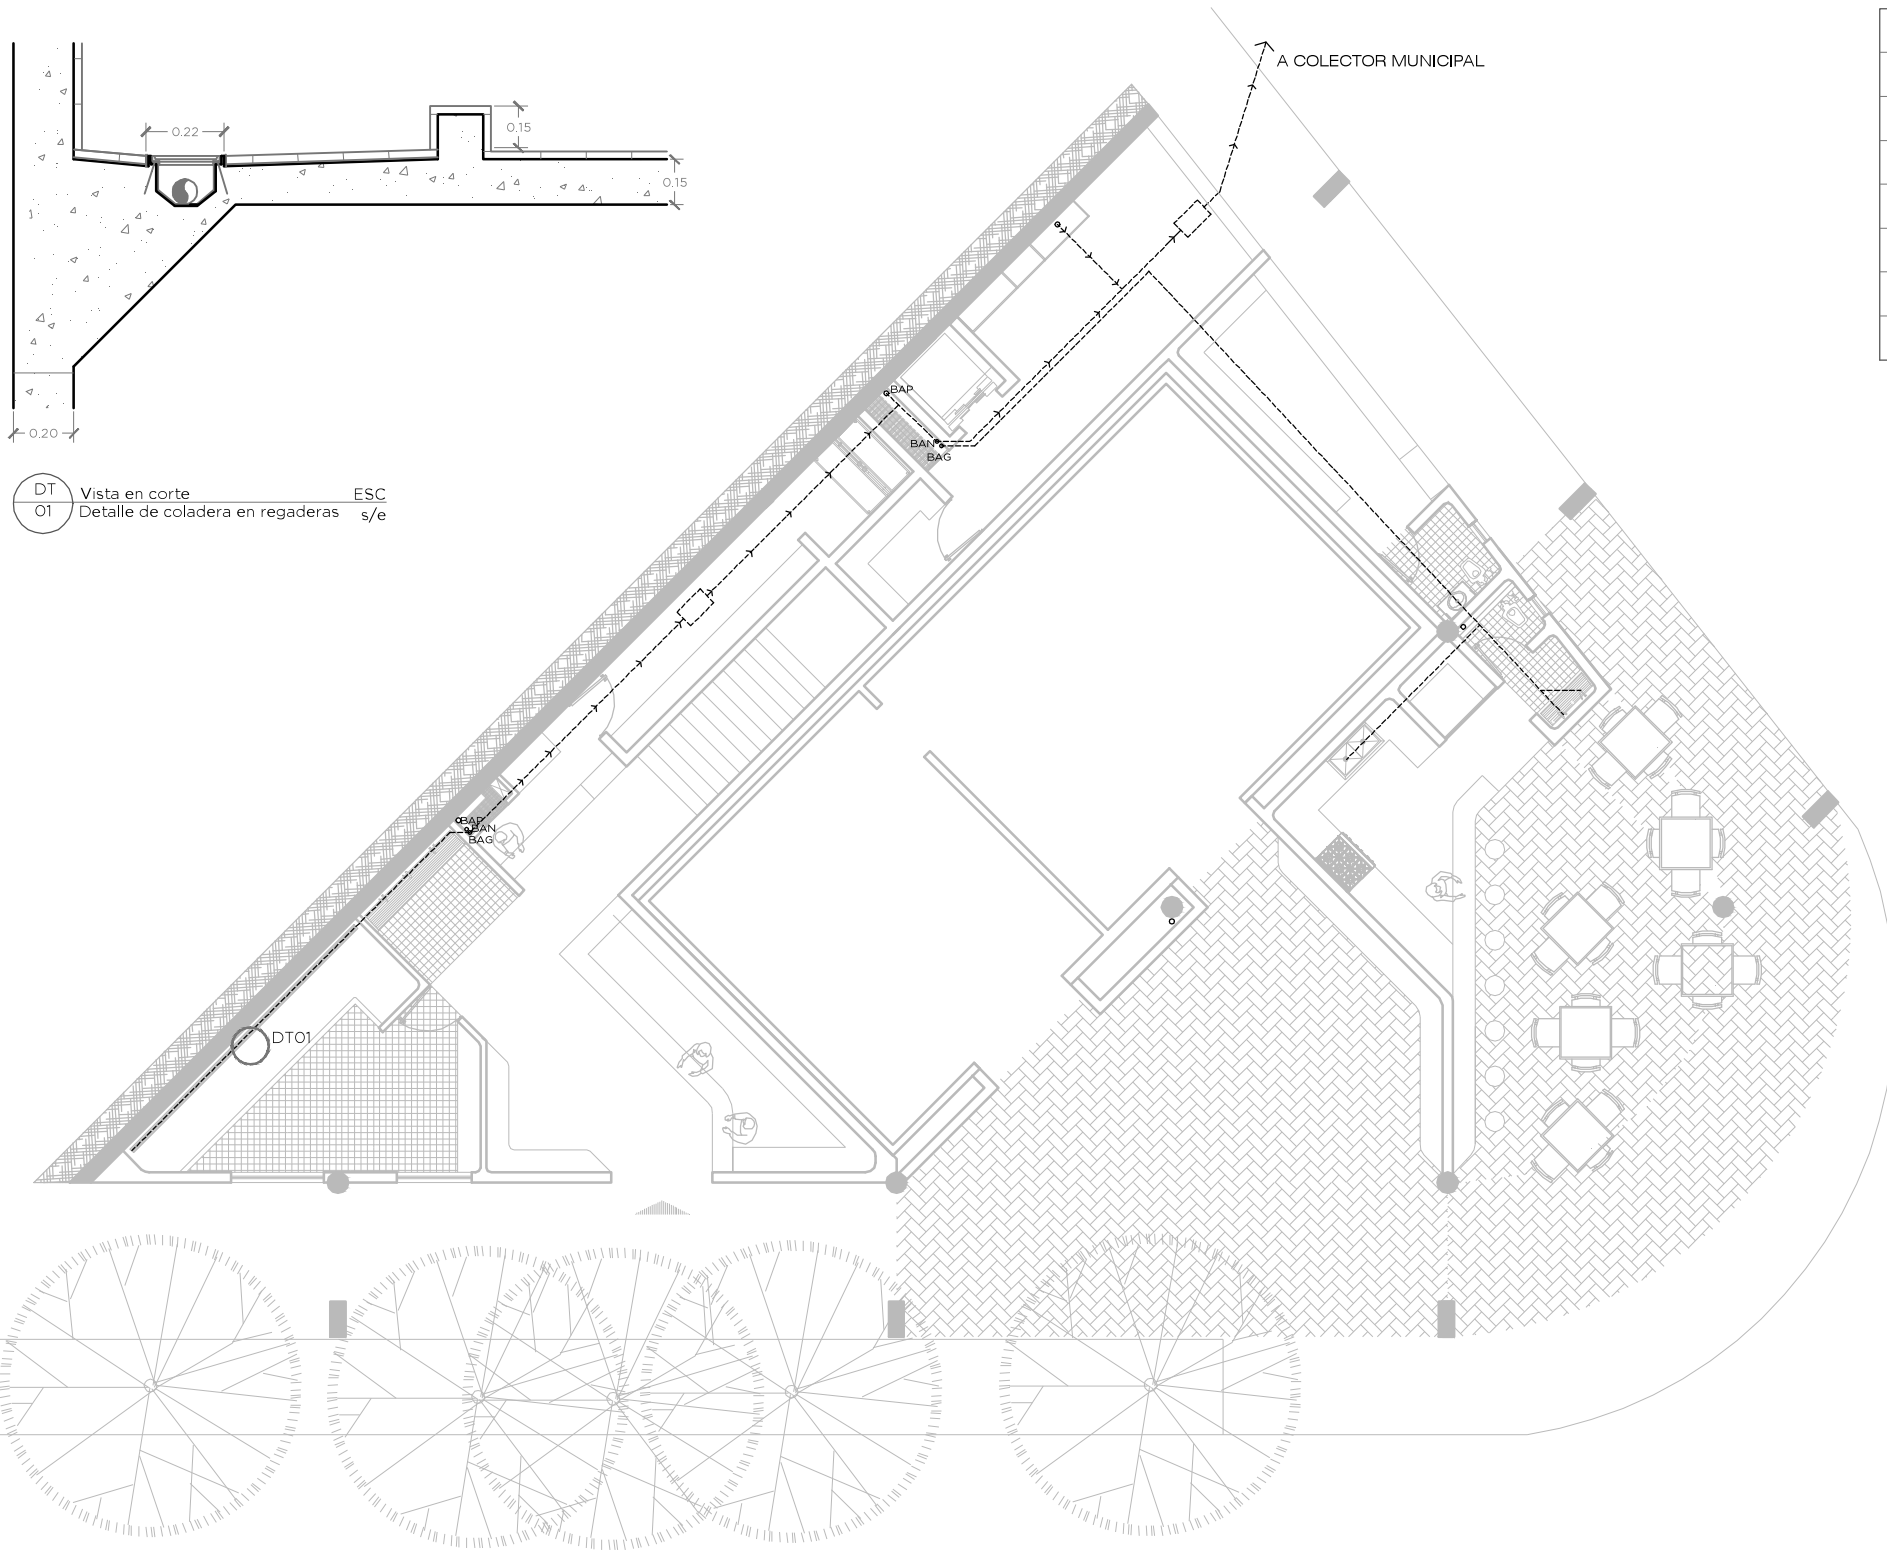 A COLECTOR MUNICIPAL
0.22
0.15
0.15
0.20
DT
01
Vista en corte
Detalle de coladera en regaderas
ESC
s/e
BAP
BAN
BAG
BAP
BAN
BAG
DT01